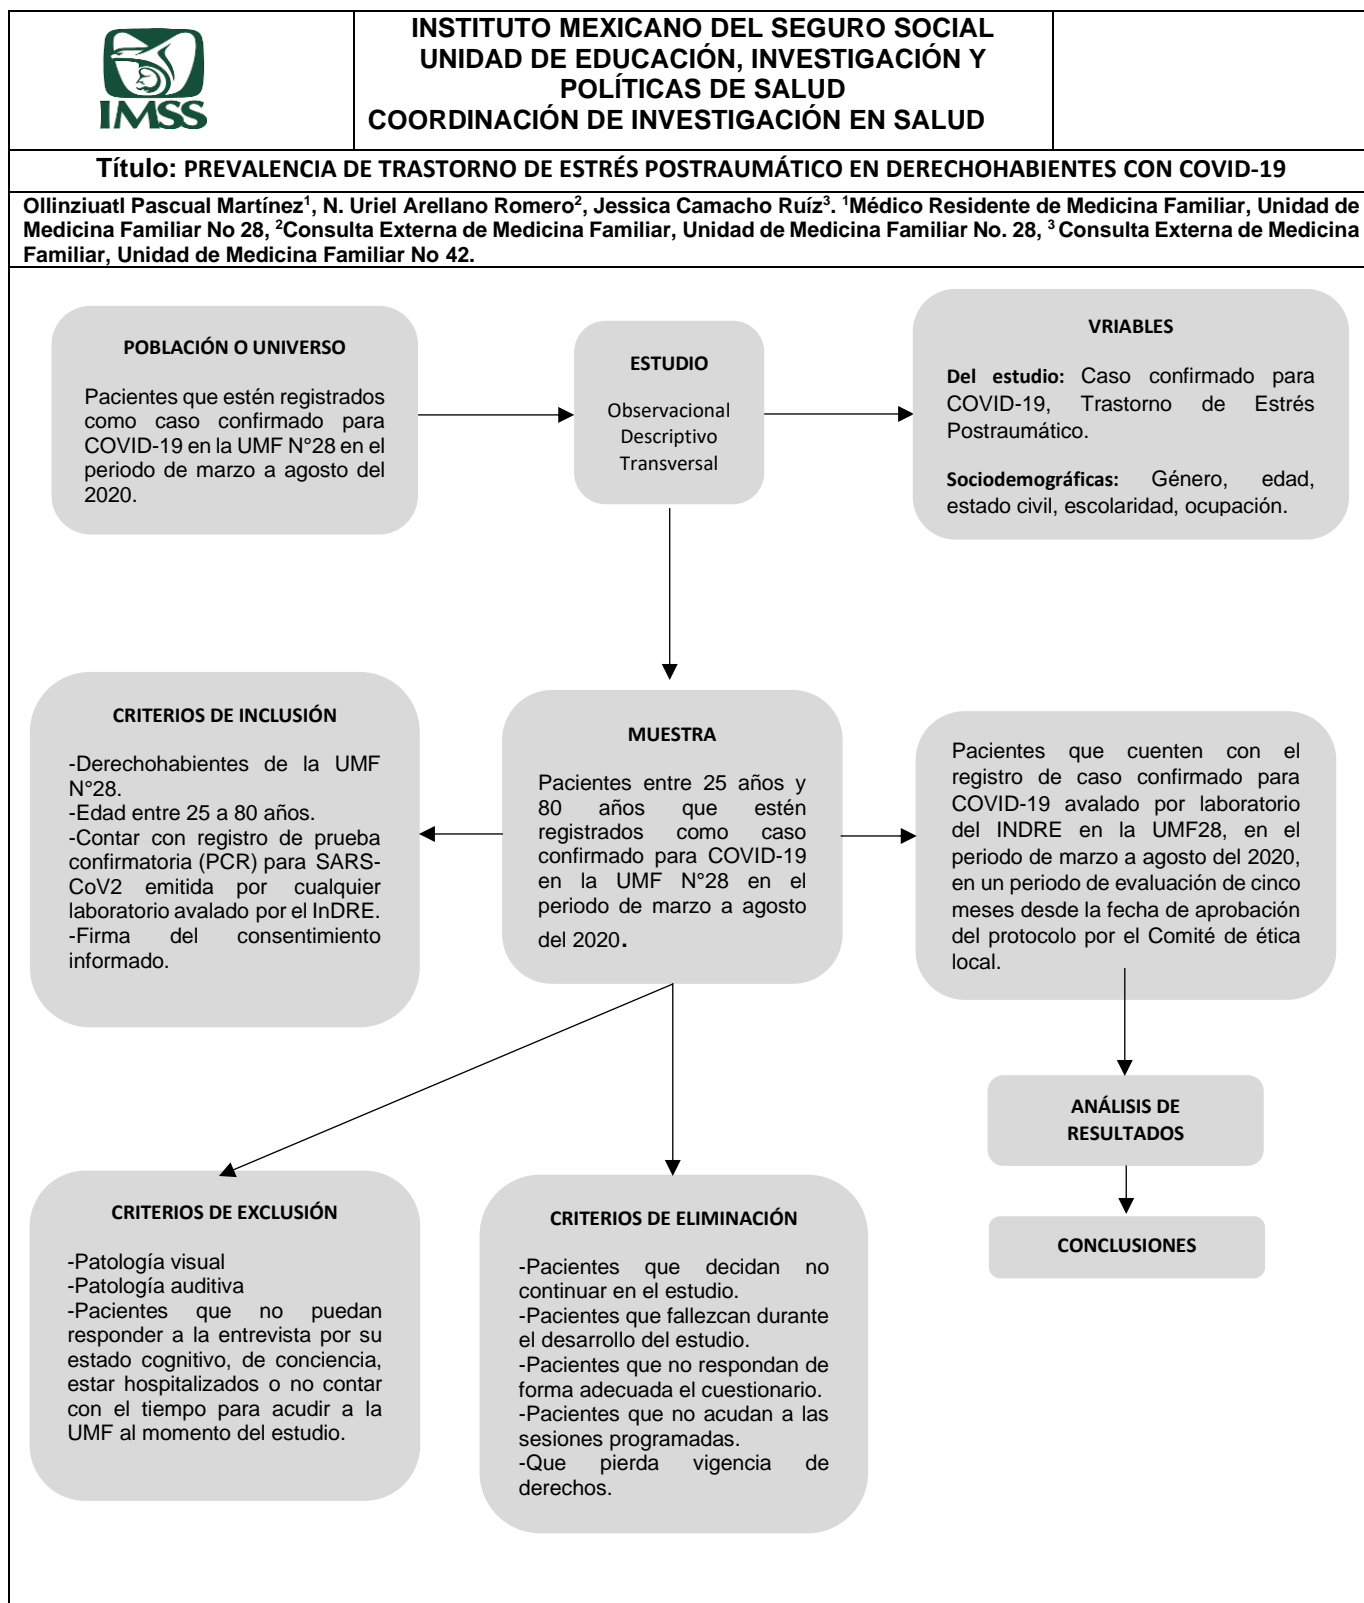 IMSS
INSTITUTO MEXICANO DEL SEGURO SOCIAL
UNIDAD DE EDUCACIÓN, INVESTIGACIÓN Y
POLÍTICAS DE SALUD
COORDINACIÓN DE INVESTIGACIÓN EN SALUD
Título: PREVALENCIA DE TRASTORNO DE ESTRÉS POSTRAUMÁTICO EN DERECHOHABIENTES CON COVID-19
Ollinziuatl Pascual Martínez¹, N. Uriel Arellano Romero², Jessica Camacho Ruíz³. ¹Médico Residente de Medicina Familiar, Unidad de
Medicina Familiar No 28, ²Consulta Externa de Medicina Familiar, Unidad de Medicina Familiar No. 28, ³ Consulta Externa de Medicina
Familiar, Unidad de Medicina Familiar No 42.
POBLACIÓN O UNIVERSO
Pacientes que estén registrados
como caso confirmado para
COVID-19 en la UMF N°28 en el
periodo de marzo a agosto del
2020.
ESTUDIO
Observacional
Descriptivo
Transversal
VRIABLES
Del estudio: Caso confirmado para
COVID-19, Trastorno de Estrés
Postraumático.
Sociodemográficas: Género, edad,
estado civil, escolaridad, ocupación.
CRITERIOS DE INCLUSIÓN
-Derechohabientes de la UMF
N°28.
-Edad entre 25 a 80 años.
-Contar con registro de prueba
confirmatoria (PCR) para SARS-
CoV2 emitida por cualquier
laboratorio avalado por el InDRE.
-Firma del consentimiento
informado.
MUESTRA
Pacientes entre 25 años y
80 años que estén
registrados como caso
confirmado para COVID-19
en la UMF N°28 en el
periodo de marzo a agosto
del 2020.
Pacientes que cuenten con el
registro de caso confirmado para
COVID-19 avalado por laboratorio
del INDRE en la UMF28, en el
periodo de marzo a agosto del 2020,
en un periodo de evaluación de cinco
meses desde la fecha de aprobación
del protocolo por el Comité de ética
local.
ANÁLISIS DE
RESULTADOS
CONCLUSIONES
CRITERIOS DE EXCLUSIÓN
-Patología visual
-Patología auditiva
-Pacientes que no puedan
responder a la entrevista por su
estado cognitivo, de conciencia,
estar hospitalizados o no contar
con el tiempo para acudir a la
UMF al momento del estudio.
CRITERIOS DE ELIMINACIÓN
-Pacientes que decidan no
continuar en el estudio.
-Pacientes que fallezcan durante
el desarrollo del estudio.
-Pacientes que no respondan de
forma adecuada el cuestionario.
-Pacientes que no acudan a las
sesiones programadas.
-Que pierda vigencia de
derechos.